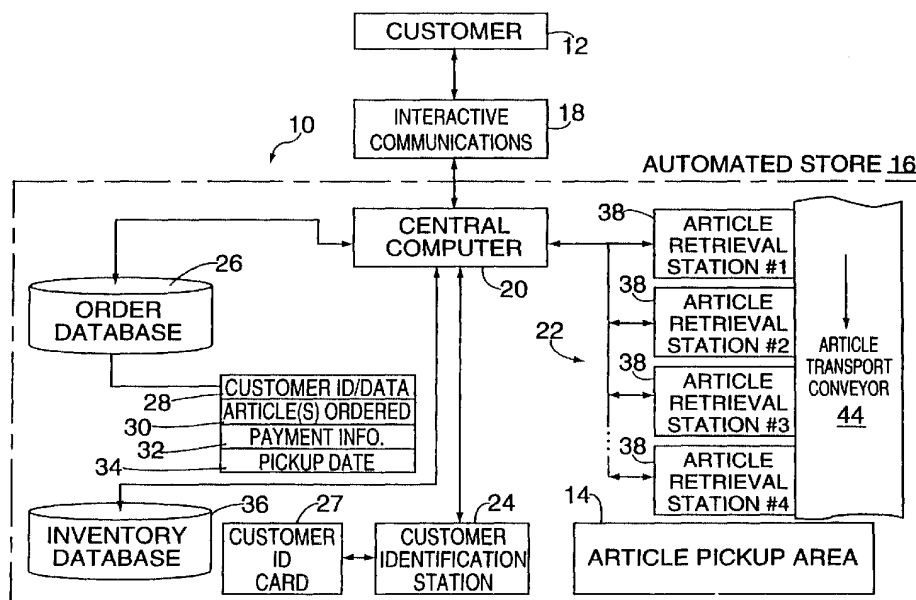 CUSTOMER
12
INTERACTIVE
COMMUNICATIONS
18
10
AUTOMATED STORE 16
CENTRAL
COMPUTER
20
26
ORDER
DATABASE
38
ARTICLE
RETRIEVAL
STATION #1
38
ARTICLE
RETRIEVAL
STATION #2
22
38
ARTICLE
RETRIEVAL
STATION #3
38
ARTICLE
RETRIEVAL
STATION #4
ARTICLE
TRANSPORT
CONVEYOR
44
28
CUSTOMER ID/DATA
30
ARTICLE(S) ORDERED
32
PAYMENT INFO.
34
PICKUP DATE
36
INVENTORY
DATABASE
27
CUSTOMER
ID
CARD
24
CUSTOMER
IDENTIFICATION
STATION
14
ARTICLE PICKUP AREA